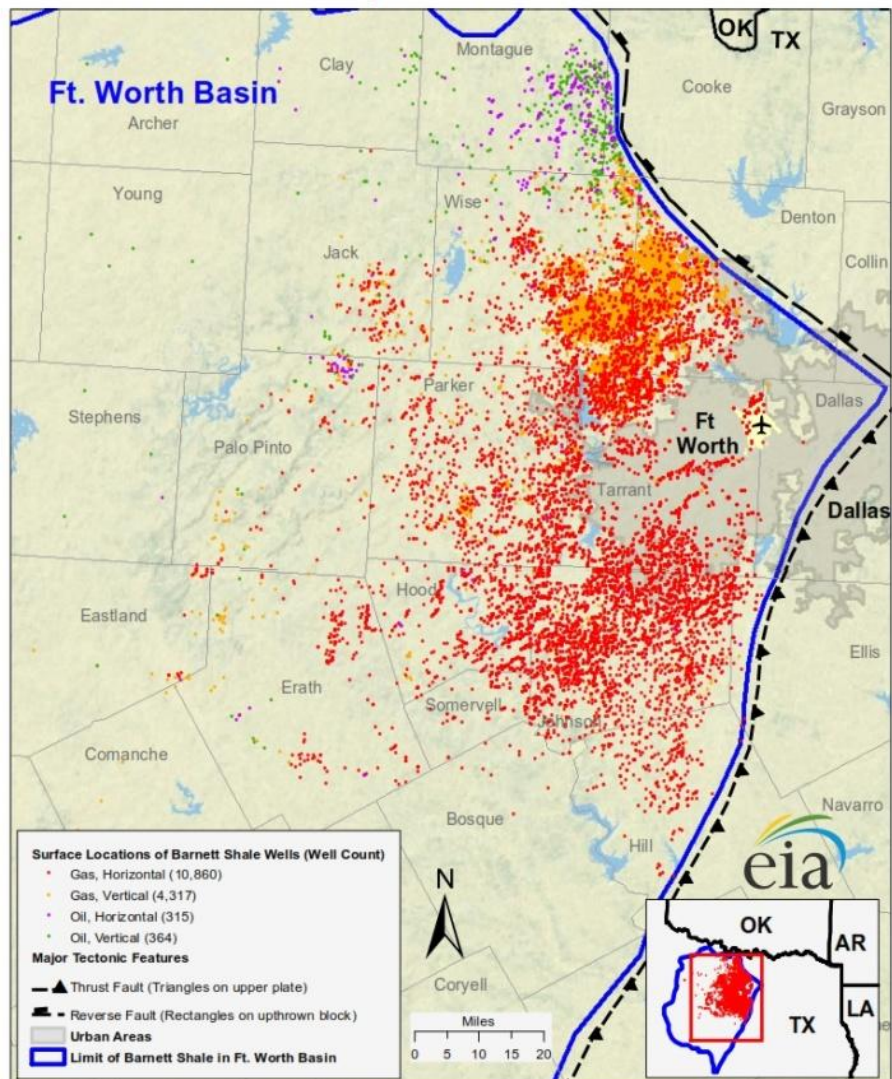 OK
TX
Montague
Clay
Cooke
Ft. Worth Basin
Grayson
Archer
Young
Wise
Denton
Jack
Collin
Parker
Dallas
Stephens
Ft
Worth
Palo Pinto
Tarrant
Dallas
Hood
Eastland
Ellis
Erath
Somervell
Johnson
Comanche
Navarro
Bosque
Hill
eia
Surface Locations of Barnett Shale Wells (Well Count)
Gas, Horizontal (10,860)
Gas, Vertical (4,317)
Oil, Horizontal (315)
Oil, Vertical (364)
Major Tectonic Features
Thrust Fault (Triangles on upper plate)
Reverse Fault (Rectangles on upthrown block)
Urban Areas
Limit of Barnett Shale in Ft. Worth Basin
N
Coryell
Miles
0 5 10 15 20
OK
AR
LA
TX